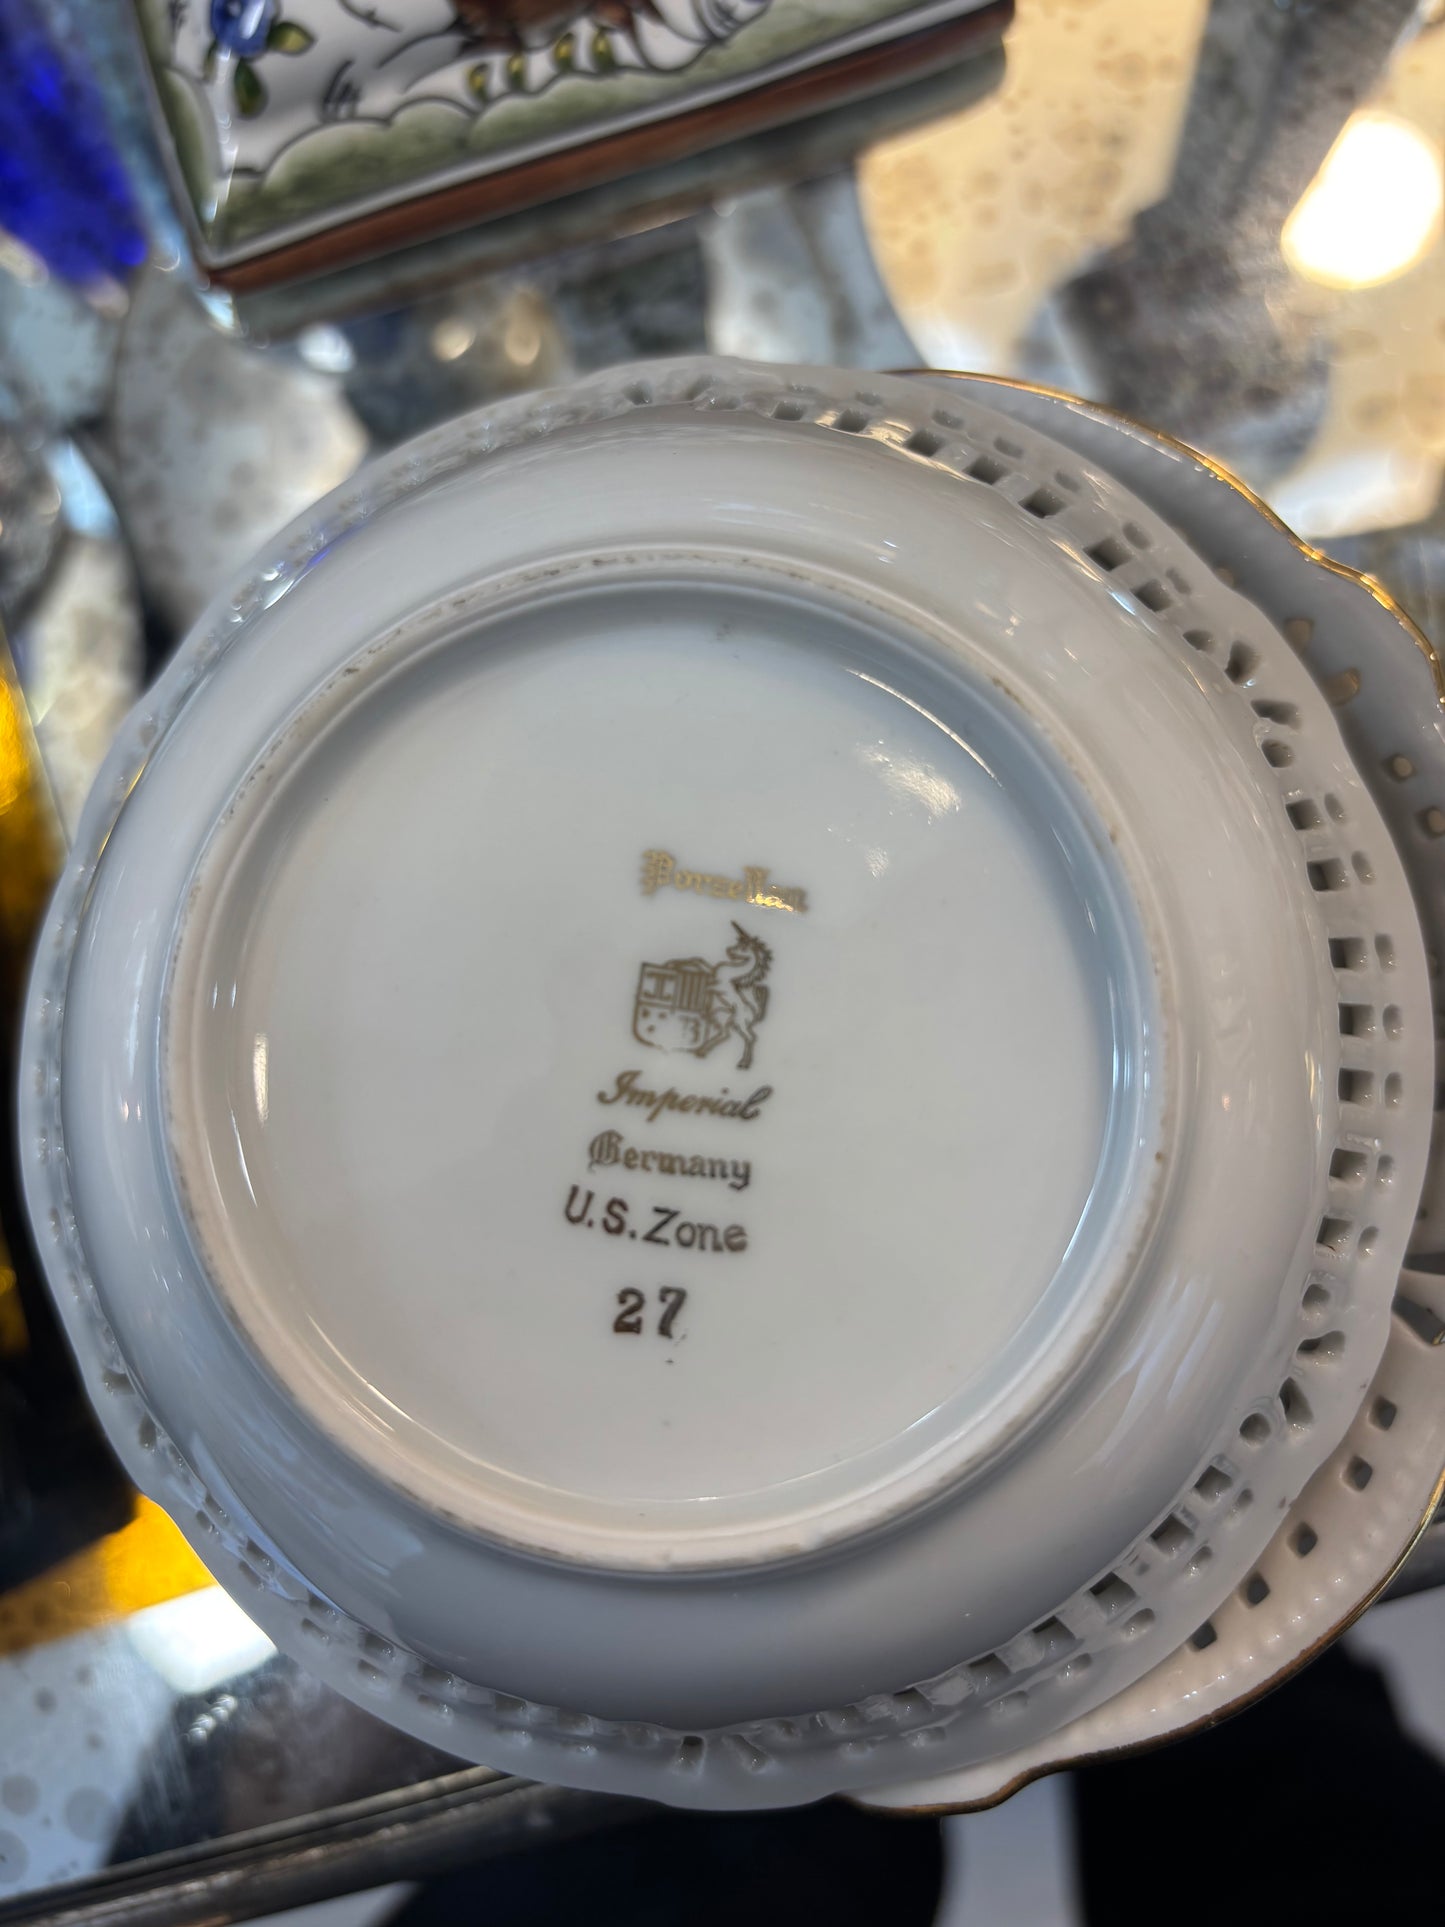 Porzellan
Imperial
Germany
U.S.Zone
27